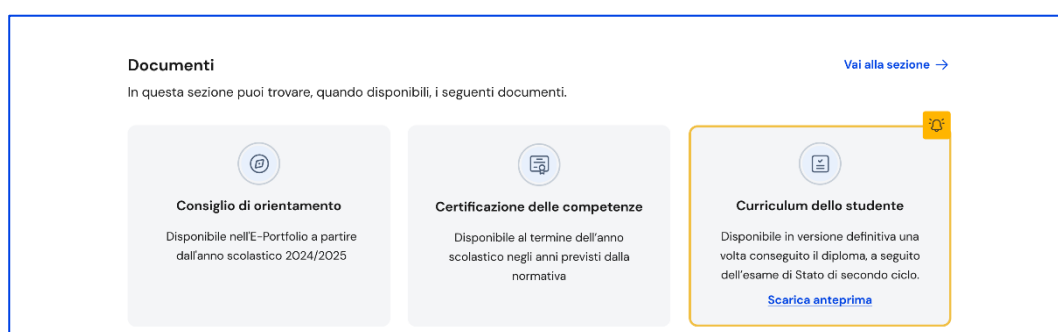 Documenti
Vai alla sezione →
In questa sezione puoi trovare, quando disponibili, i seguenti documenti.
Consiglio di orientamento
Disponibile nell'E-Portfolio a partire
dall'anno scolastico 2024/2025
Certificazione delle competenze
Disponibile al termine dell'anno
scolastico negli anni previsti dalla
normativa
Curriculum dello studente
Disponibile in versione definitiva una
volta conseguito il diploma, a seguito
dell'esame di Stato di secondo ciclo.
Scarica anteprima